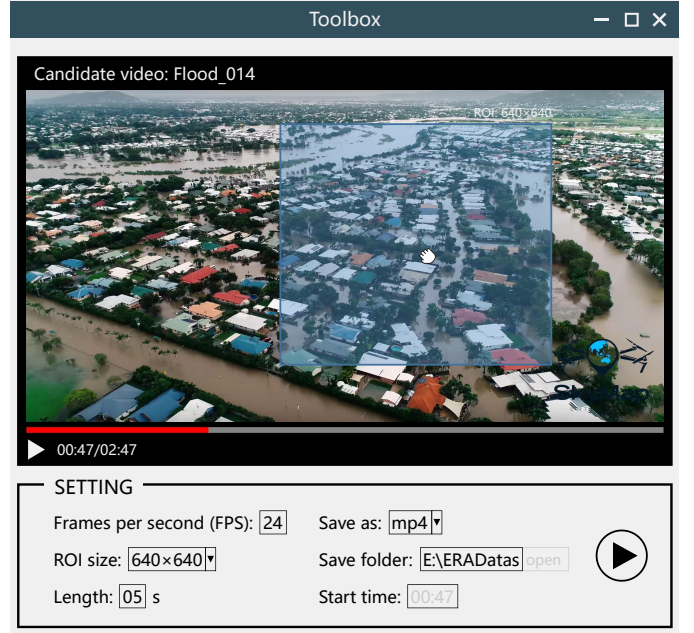 Toolbox
Candidate video: Flood_014
ROI: 640×640
00:47/02:47
SETTING
Frames per second (FPS): 24 Save as: mp4
ROI size: 640×640 Save folder: E:\ERADatas open
Length: 05 s Start time: 00:47